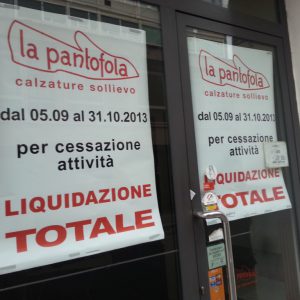 la pantofola
calzature sollievo
dal 05.09 al 31.10.2013
per cessazione
attività
LIQUIDAZIONE
TOTALE
la pantofola
calzature sollievo
dal 05.09 al 31.10.2013
per cessazione
attività
LIQUIDAZIONE
TOTALE